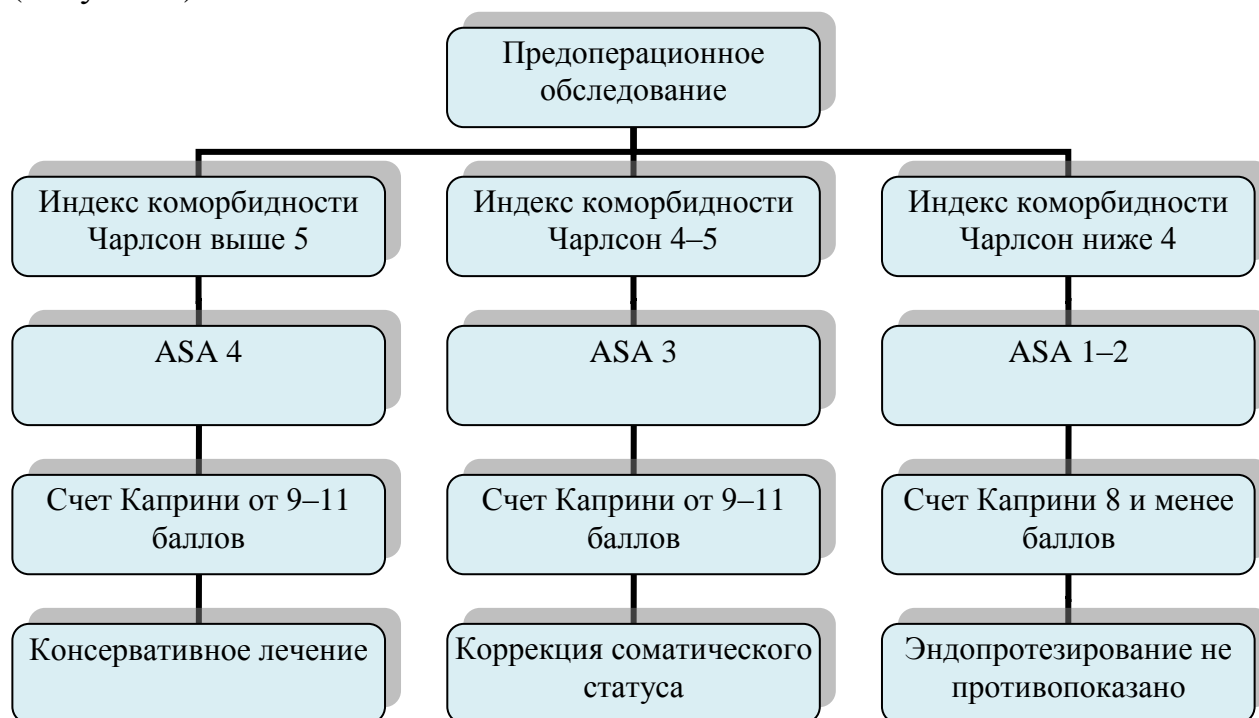 Предоперационное
обследование
Индекс коморбидности
Чарлсон выше 5
Индекс коморбидности
Чарлсон 4–5
Индекс коморбидности
Чарлсон ниже 4
ASA 4
ASA 3
ASA 1–2
Счет Каприни от 9–11
баллов
Счет Каприни от 9–11
баллов
Счет Каприни 8 и менее
баллов
Консервативное лечение
Коррекция соматического
статуса
Эндопротезирование не
противопоказано